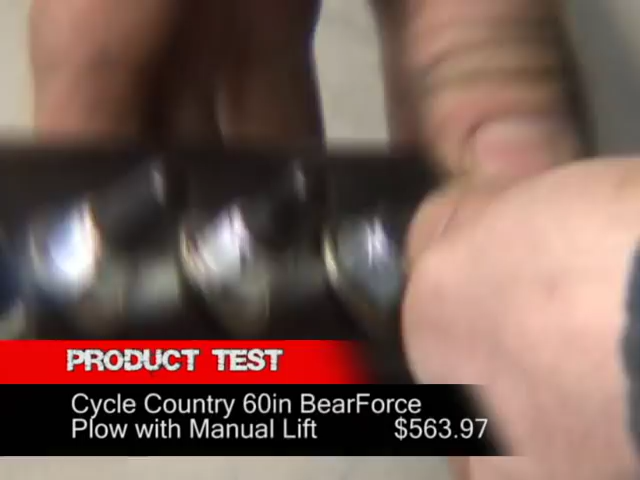 PRODUCT TEST
Cycle Country 60in BearForce
Plow with Manual Lift $563.97